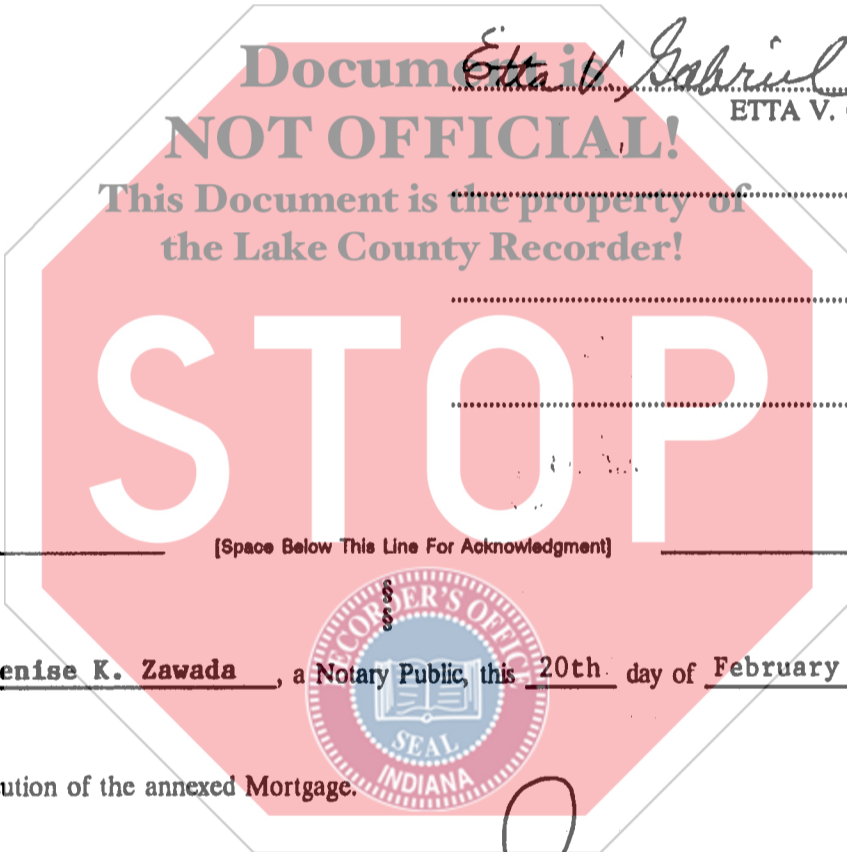 Document is
Etta V. Gabriel
ETTA V.
NOT OFFICIAL!
This Document is the property of
the Lake County Recorder!
STOP
[Space Below This Line For Acknowledgment]
§
§
RECORDER'S OFFICE
enise K. Zawada , a Notary Public, this 20th day of February
SEAL
INDIANA
ution of the annexed Mortgage.